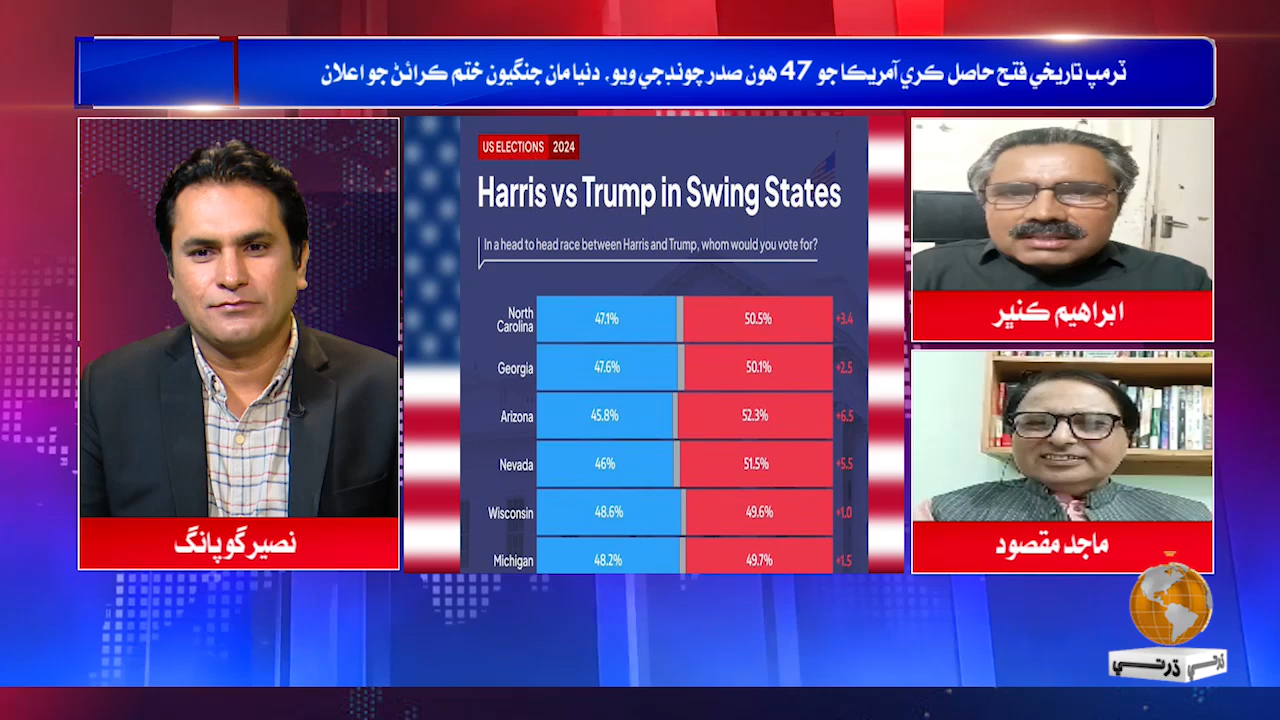 ٽرمپ تاريخي فتح حاصل ڪري آمريڪا جو 47 هون صدر چونڊجي ويو. دنيا مان جنگيون ختم ڪرائڻ جو اعلان
US ELECTIONS 2024
Harris vs Trump in Swing States
In a head to head race between Harris and Trump, whom would you vote for?
North Carolina 47.1% 50.5% +3.4
Georgia 47.6% 50.1% +2.5
Arizona 45.8% 52.3% +6.5
Nevada 46% 51.5% +5.5
Wisconsin 48.6% 49.6% +1.0
Michigan 48.2% 49.7% +1.5
نصير گوپانگ
ابراهيم ڪنڀر
ماجد مقصود
ڌرتي
ڌرتي